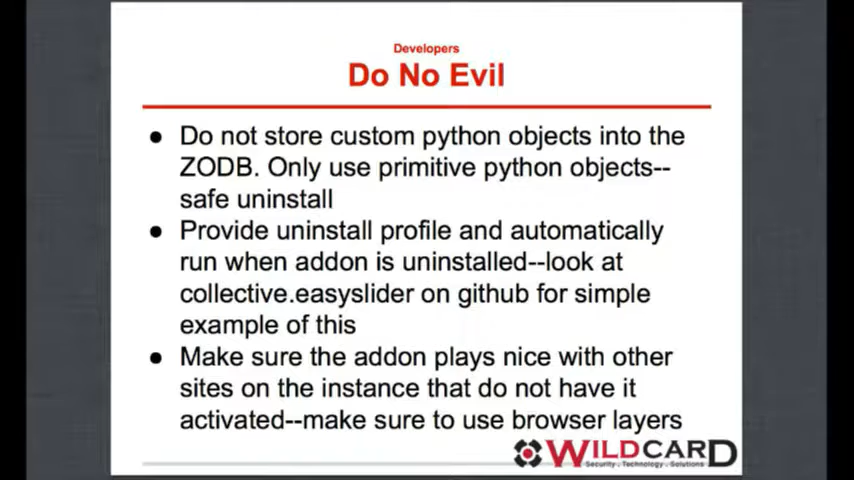 Developers
Do No Evil
● Do not store custom python objects into the
ZODB. Only use primitive python objects--
safe uninstall
● Provide uninstall profile and automatically
run when addon is uninstalled--look at
collective.easyslider on github for simple
example of this
● Make sure the addon plays nice with other
sites on the instance that do not have it
activated--make sure to use browser layers
WILDCARD
Security . Technology . Solutions